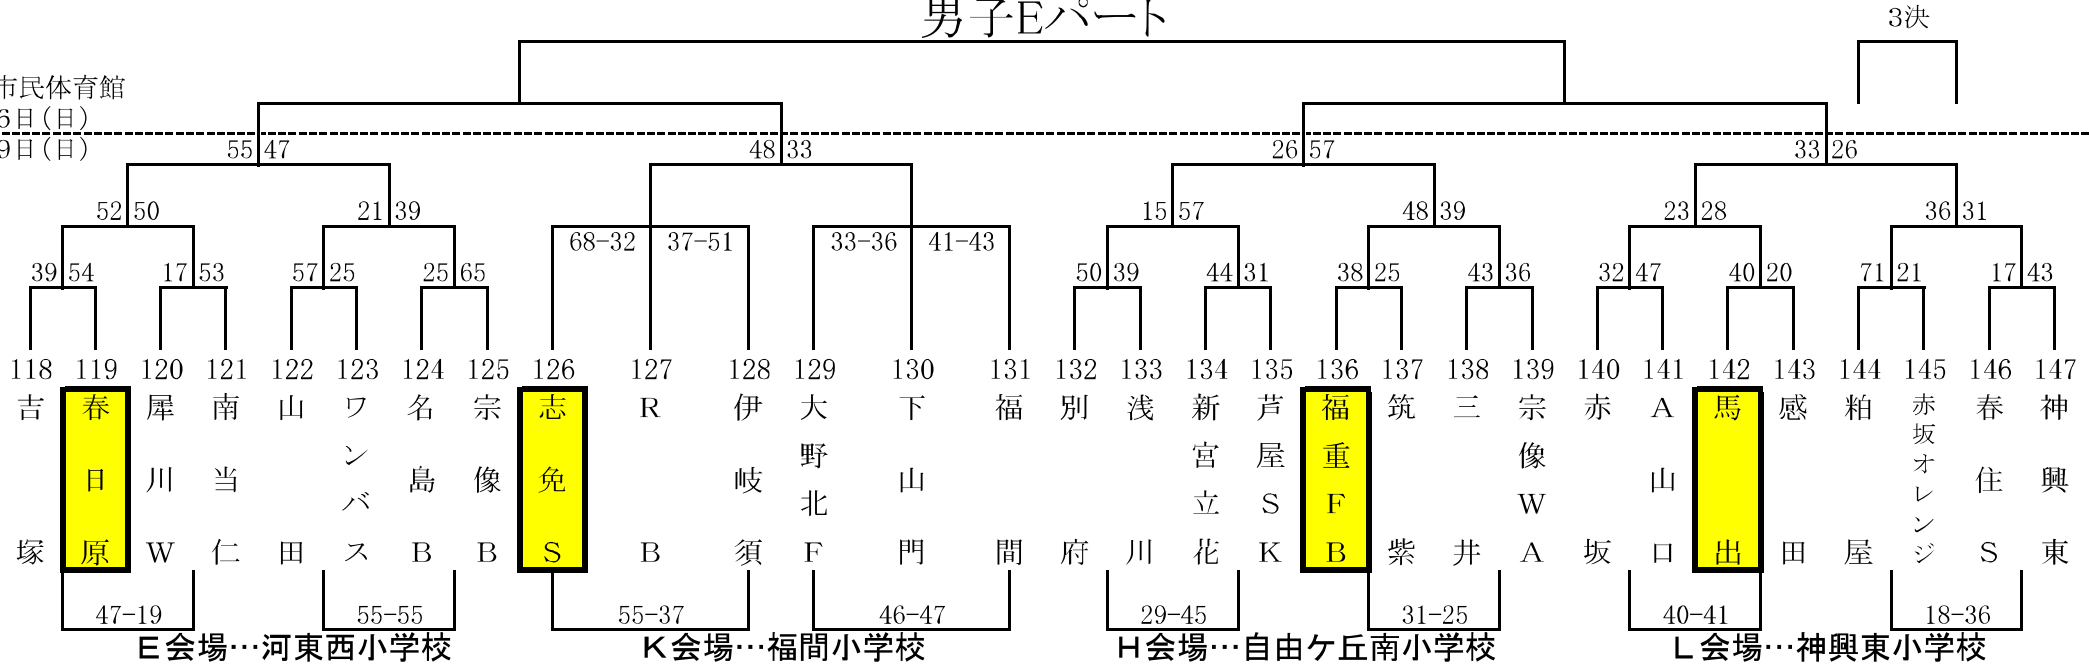 男子Eパート
3決
市民体育館
6日(日)
9日(日)
55 47 48 33 26 57 33 26
52 50 21 39 15 57 48 39 23 28 36 31
68-32 37-51 33-36 41-43
39 54 17 53 57 25 25 65 50 39 44 31 38 25 43 36 32 47 40 20 71 21 17 43
118 119 120 121 122 123 124 125 126 127 128 129 130 131 132 133 134 135 136 137 138 139 140 141 142 143 144 145 146 147
吉塚
春日原
犀川W
南当仁
山田
ワンバス
名島B
宗像B
志免S
RB
伊岐須
大野北F
下山門
福間
別府
浅川
新宮立花
芦屋SK
福重FB
筑紫
三井
宗像WA
赤坂
A山口
馬出
感田
粕屋
赤坂オレンジ
春住S
神興東
47-19 55-55 55-37 46-47 29-45 31-25 40-41 18-36
E会場…河東西小学校 K会場…福間小学校 H会場…自由ケ丘南小学校 L会場…神興東小学校